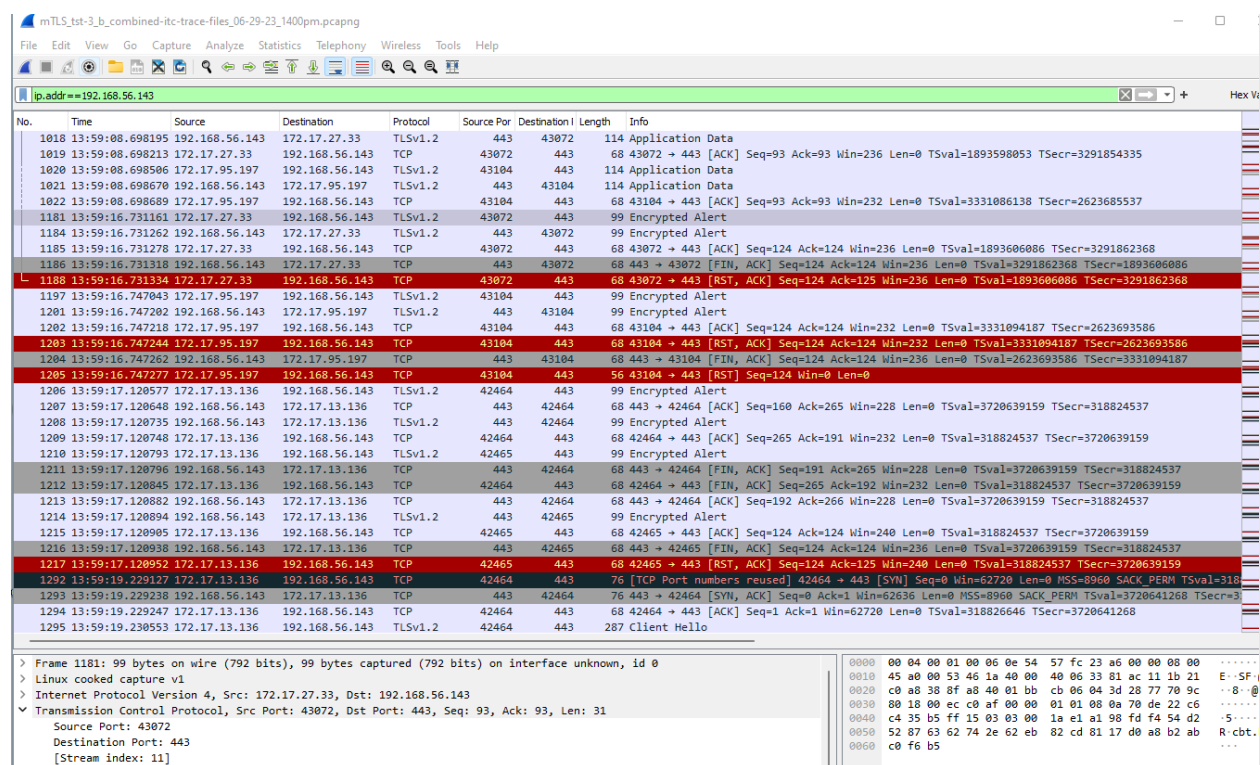 mTLS_tst-3_b_combined-itc-trace-files_06-29-23_1400pm.pcapng
File Edit View Go Capture Analyze Statistics Telephony Wireless Tools Help
ip.addr==192.168.56.143
Hex Va
No. Time Source Destination Protocol Source Por Destination I Length Info
1018 13:59:08.698195 192.168.56.143 172.17.27.33 TLSv1.2 443 43072 114 Application Data
1019 13:59:08.698213 172.17.27.33 192.168.56.143 TCP 43072 443 68 43072 → 443 [ACK] Seq=93 Ack=93 Win=236 Len=0 TSval=1893598053 TSecr=3291854335
1020 13:59:08.698506 172.17.95.197 192.168.56.143 TLSv1.2 43104 443 114 Application Data
1021 13:59:08.698670 192.168.56.143 172.17.95.197 TLSv1.2 443 43104 114 Application Data
1022 13:59:08.698689 172.17.95.197 192.168.56.143 TCP 43104 443 68 43104 → 443 [ACK] Seq=93 Ack=93 Win=232 Len=0 TSval=3331086138 TSecr=2623685537
1181 13:59:16.731161 172.17.27.33 192.168.56.143 TLSv1.2 43072 443 99 Encrypted Alert
1184 13:59:16.731262 192.168.56.143 172.17.27.33 TLSv1.2 443 43072 99 Encrypted Alert
1185 13:59:16.731278 172.17.27.33 192.168.56.143 TCP 43072 443 68 43072 → 443 [ACK] Seq=124 Ack=124 Win=236 Len=0 TSval=1893606086 TSecr=3291862368
1186 13:59:16.731318 192.168.56.143 172.17.27.33 TCP 443 43072 68 443 → 43072 [FIN, ACK] Seq=124 Ack=124 Win=236 Len=0 TSval=3291862368 TSecr=1893606086
1188 13:59:16.731334 172.17.27.33 192.168.56.143 TCP 43072 443 68 43072 → 443 [RST, ACK] Seq=124 Ack=125 Win=236 Len=0 TSval=1893606086 TSecr=3291862368
1197 13:59:16.747043 172.17.95.197 192.168.56.143 TLSv1.2 43104 443 99 Encrypted Alert
1201 13:59:16.747202 192.168.56.143 172.17.95.197 TLSv1.2 443 43104 99 Encrypted Alert
1202 13:59:16.747218 172.17.95.197 192.168.56.143 TCP 43104 443 68 43104 → 443 [ACK] Seq=124 Ack=124 Win=232 Len=0 TSval=3331094187 TSecr=2623693586
1203 13:59:16.747244 172.17.95.197 192.168.56.143 TCP 43104 443 68 43104 → 443 [RST, ACK] Seq=124 Ack=124 Win=232 Len=0 TSval=3331094187 TSecr=2623693586
1204 13:59:16.747262 192.168.56.143 172.17.95.197 TCP 443 43104 68 443 → 43104 [FIN, ACK] Seq=124 Ack=124 Win=236 Len=0 TSval=2623693586 TSecr=3331094187
1205 13:59:16.747277 172.17.95.197 192.168.56.143 TCP 43104 443 56 43104 → 443 [RST] Seq=124 Win=0 Len=0
1206 13:59:17.120577 172.17.13.136 192.168.56.143 TLSv1.2 42464 443 99 Encrypted Alert
1207 13:59:17.120648 192.168.56.143 172.17.13.136 TCP 443 42464 68 443 → 42464 [ACK] Seq=160 Ack=265 Win=228 Len=0 TSval=3720639159 TSecr=318824537
1208 13:59:17.120735 192.168.56.143 172.17.13.136 TLSv1.2 443 42464 99 Encrypted Alert
1209 13:59:17.120748 172.17.13.136 192.168.56.143 TCP 42464 443 68 42464 → 443 [ACK] Seq=265 Ack=191 Win=232 Len=0 TSval=318824537 TSecr=3720639159
1210 13:59:17.120793 172.17.13.136 192.168.56.143 TLSv1.2 42465 443 99 Encrypted Alert
1211 13:59:17.120796 192.168.56.143 172.17.13.136 TCP 443 42464 68 443 → 42464 [FIN, ACK] Seq=191 Ack=265 Win=228 Len=0 TSval=3720639159 TSecr=318824537
1212 13:59:17.120845 172.17.13.136 192.168.56.143 TCP 42464 443 68 42464 → 443 [FIN, ACK] Seq=265 Ack=192 Win=232 Len=0 TSval=318824537 TSecr=3720639159
1213 13:59:17.120882 192.168.56.143 172.17.13.136 TCP 443 42464 68 443 → 42464 [ACK] Seq=192 Ack=266 Win=228 Len=0 TSval=3720639159 TSecr=318824537
1214 13:59:17.120894 192.168.56.143 172.17.13.136 TLSv1.2 443 42465 99 Encrypted Alert
1215 13:59:17.120905 172.17.13.136 192.168.56.143 TCP 42465 443 68 42465 → 443 [ACK] Seq=124 Ack=124 Win=240 Len=0 TSval=318824537 TSecr=3720639159
1216 13:59:17.120938 192.168.56.143 172.17.13.136 TCP 443 42465 68 443 → 42465 [FIN, ACK] Seq=124 Ack=124 Win=236 Len=0 TSval=3720639159 TSecr=318824537
1217 13:59:17.120952 172.17.13.136 192.168.56.143 TCP 42465 443 68 42465 → 443 [RST, ACK] Seq=124 Ack=125 Win=240 Len=0 TSval=318824537 TSecr=3720639159
1292 13:59:19.229127 172.17.13.136 192.168.56.143 TCP 42464 443 76 [TCP Port numbers reused] 42464 → 443 [SYN] Seq=0 Win=62720 Len=0 MSS=8960 SACK_PERM TSval=318
1293 13:59:19.229238 192.168.56.143 172.17.13.136 TCP 443 42464 76 443 → 42464 [SYN, ACK] Seq=0 Ack=1 Win=62636 Len=0 MSS=8960 SACK_PERM TSval=3720641268 TSecr=3
1294 13:59:19.229247 172.17.13.136 192.168.56.143 TCP 42464 443 68 42464 → 443 [ACK] Seq=1 Ack=1 Win=62720 Len=0 TSval=318826646 TSecr=3720641268
1295 13:59:19.230553 172.17.13.136 192.168.56.143 TLSv1.2 42464 443 287 Client Hello
Frame 1181: 99 bytes on wire (792 bits), 99 bytes captured (792 bits) on interface unknown, id 0
Linux cooked capture v1
Internet Protocol Version 4, Src: 172.17.27.33, Dst: 192.168.56.143
Transmission Control Protocol, Src Port: 43072, Dst Port: 443, Seq: 93, Ack: 93, Len: 31
Source Port: 43072
Destination Port: 443
[Stream index: 11]
0000 00 04 00 01 00 06 0e 54 57 fc 23 a6 00 00 08 00 ······
0010 45 a0 00 53 46 1a 40 00 40 06 33 81 ac 11 1b 21 E··SF·
0020 c0 a8 38 8f a8 40 01 bb cb 06 04 3d 28 77 70 9c ··8··@
0030 80 18 00 ec c0 af 00 00 01 01 08 0a 70 de 22 c6 ······
0040 c4 35 b5 ff 15 03 03 00 1a e1 a1 98 fd f4 54 d2 ·5····
0050 52 87 63 62 74 2e 62 eb 82 cd 81 17 d0 a8 b2 ab R·cbt.
0060 c0 f6 b5 ···